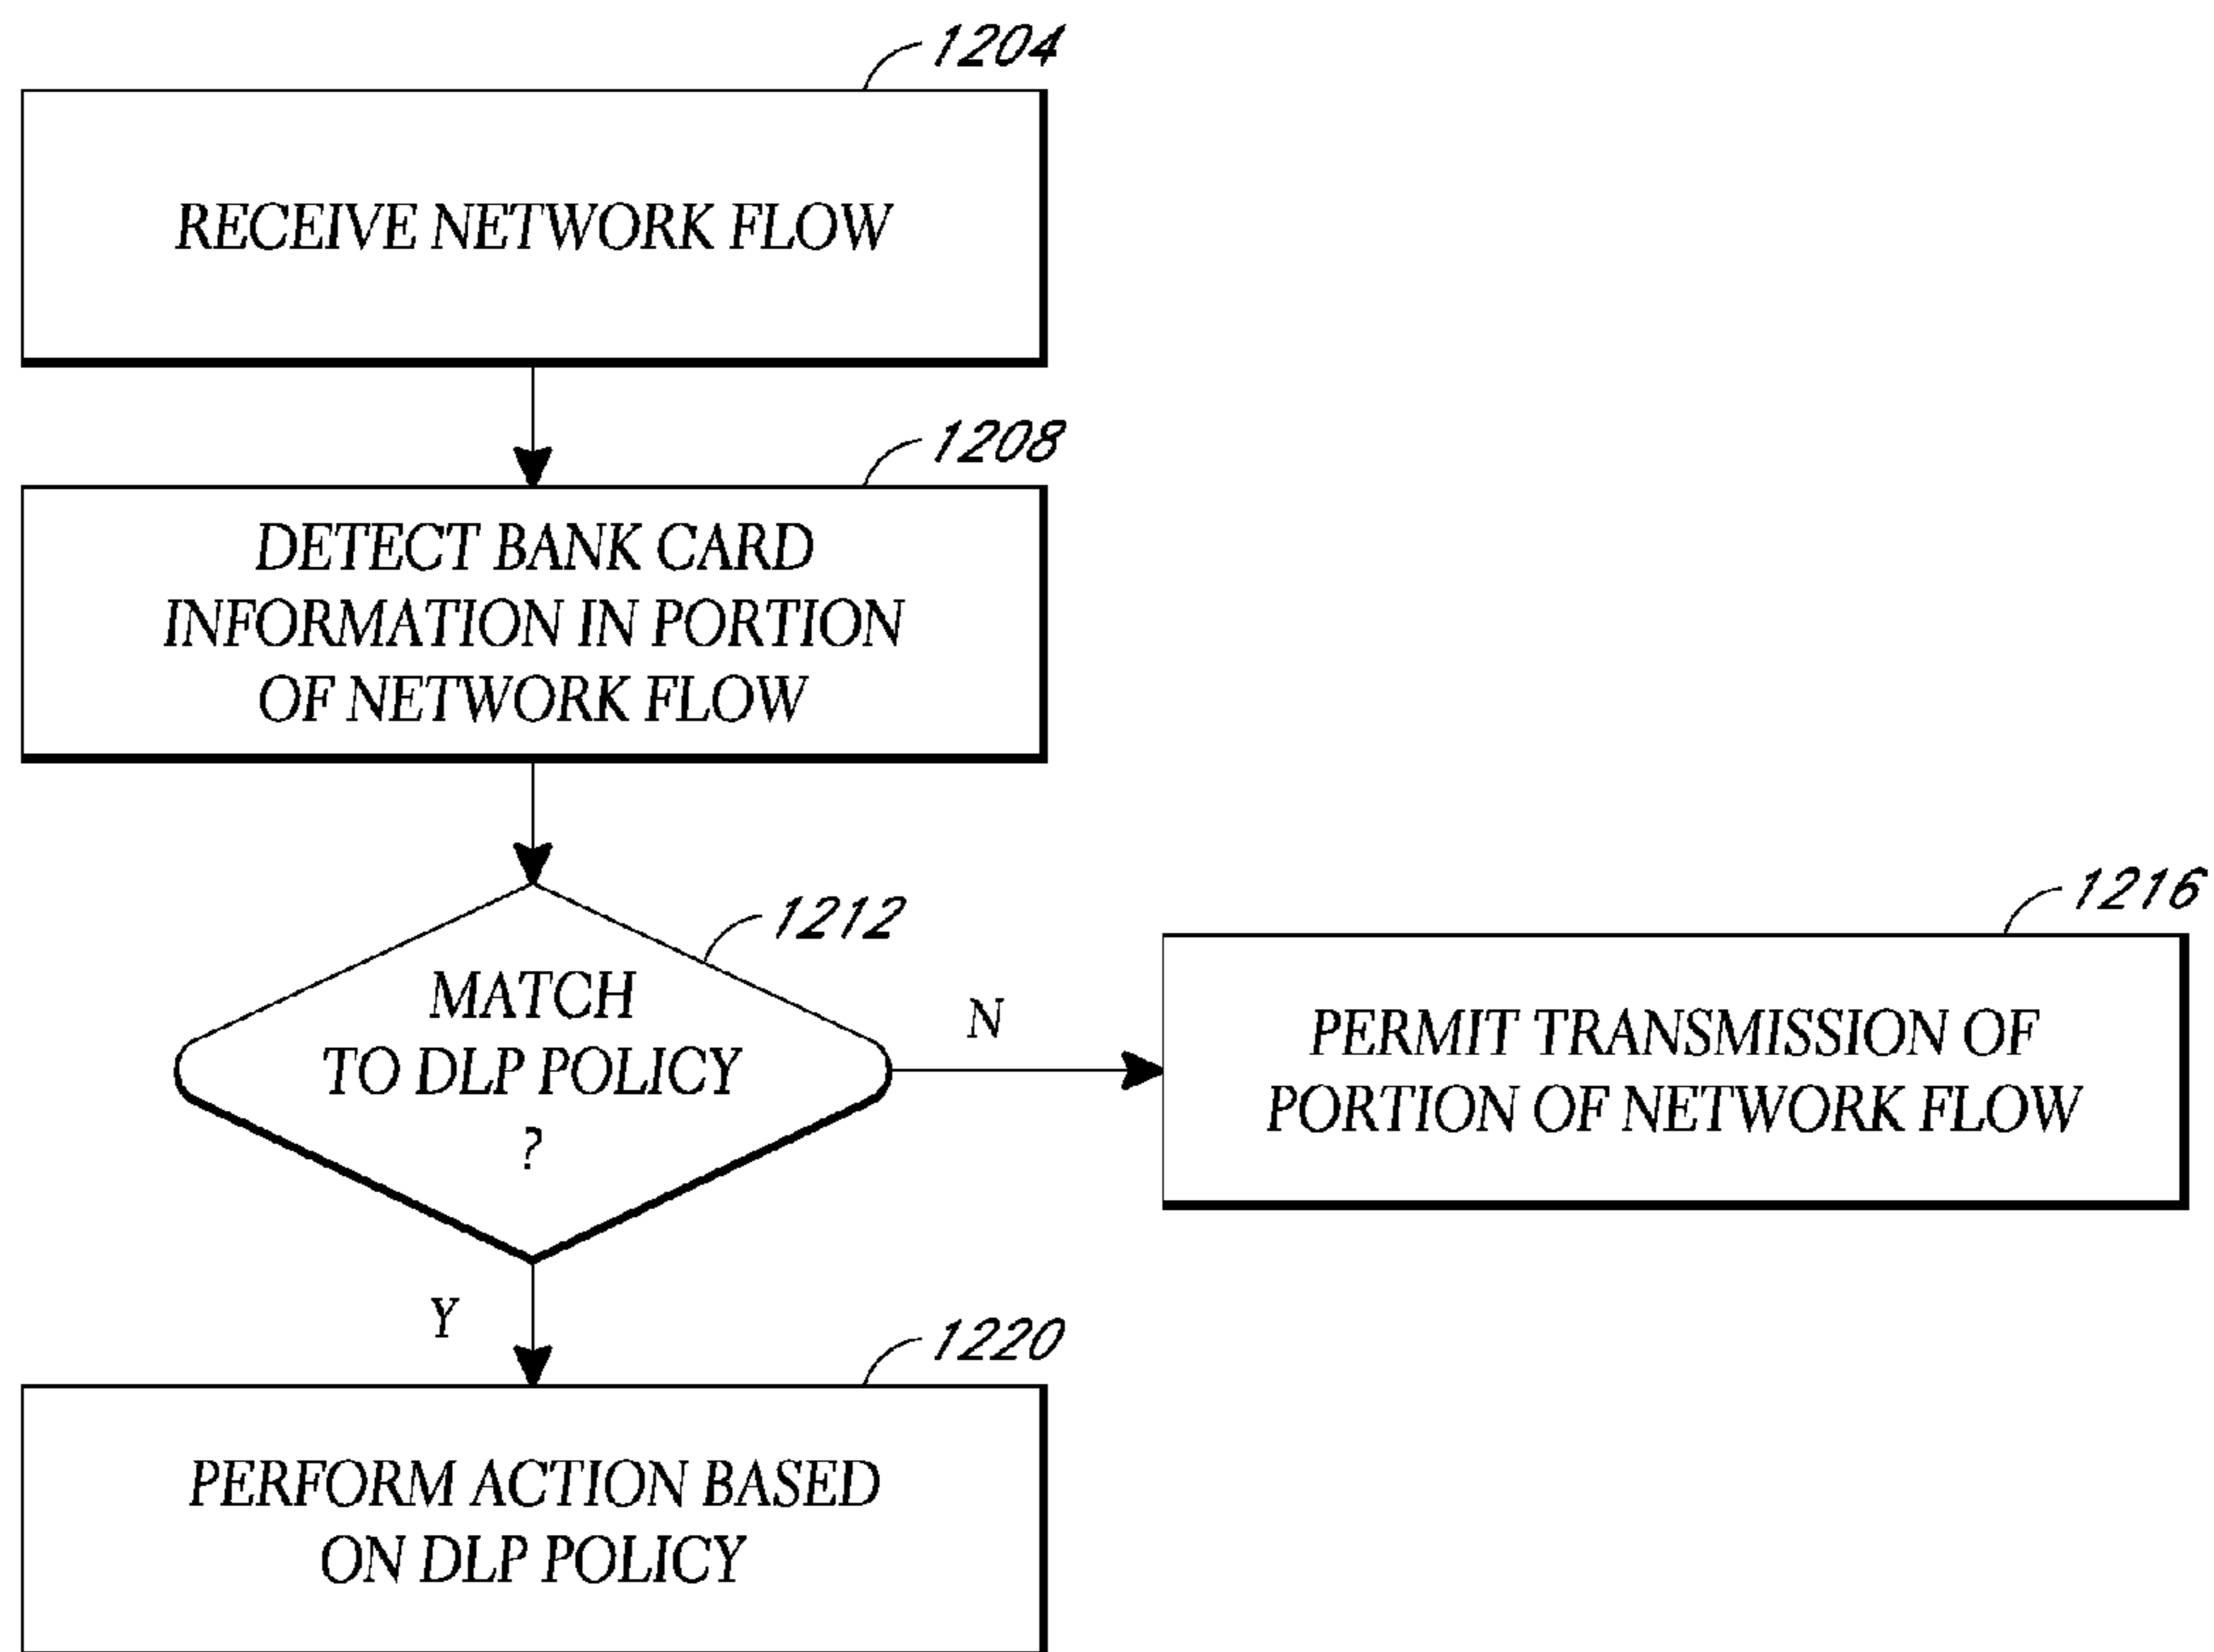 1204
RECEIVE NETWORK FLOW
1208
DETECT BANK CARD
INFORMATION IN PORTION
OF NETWORK FLOW
1212
MATCH
TO DLP POLICY
?
N
1216
PERMIT TRANSMISSION OF
PORTION OF NETWORK FLOW
Y
1220
PERFORM ACTION BASED
ON DLP POLICY